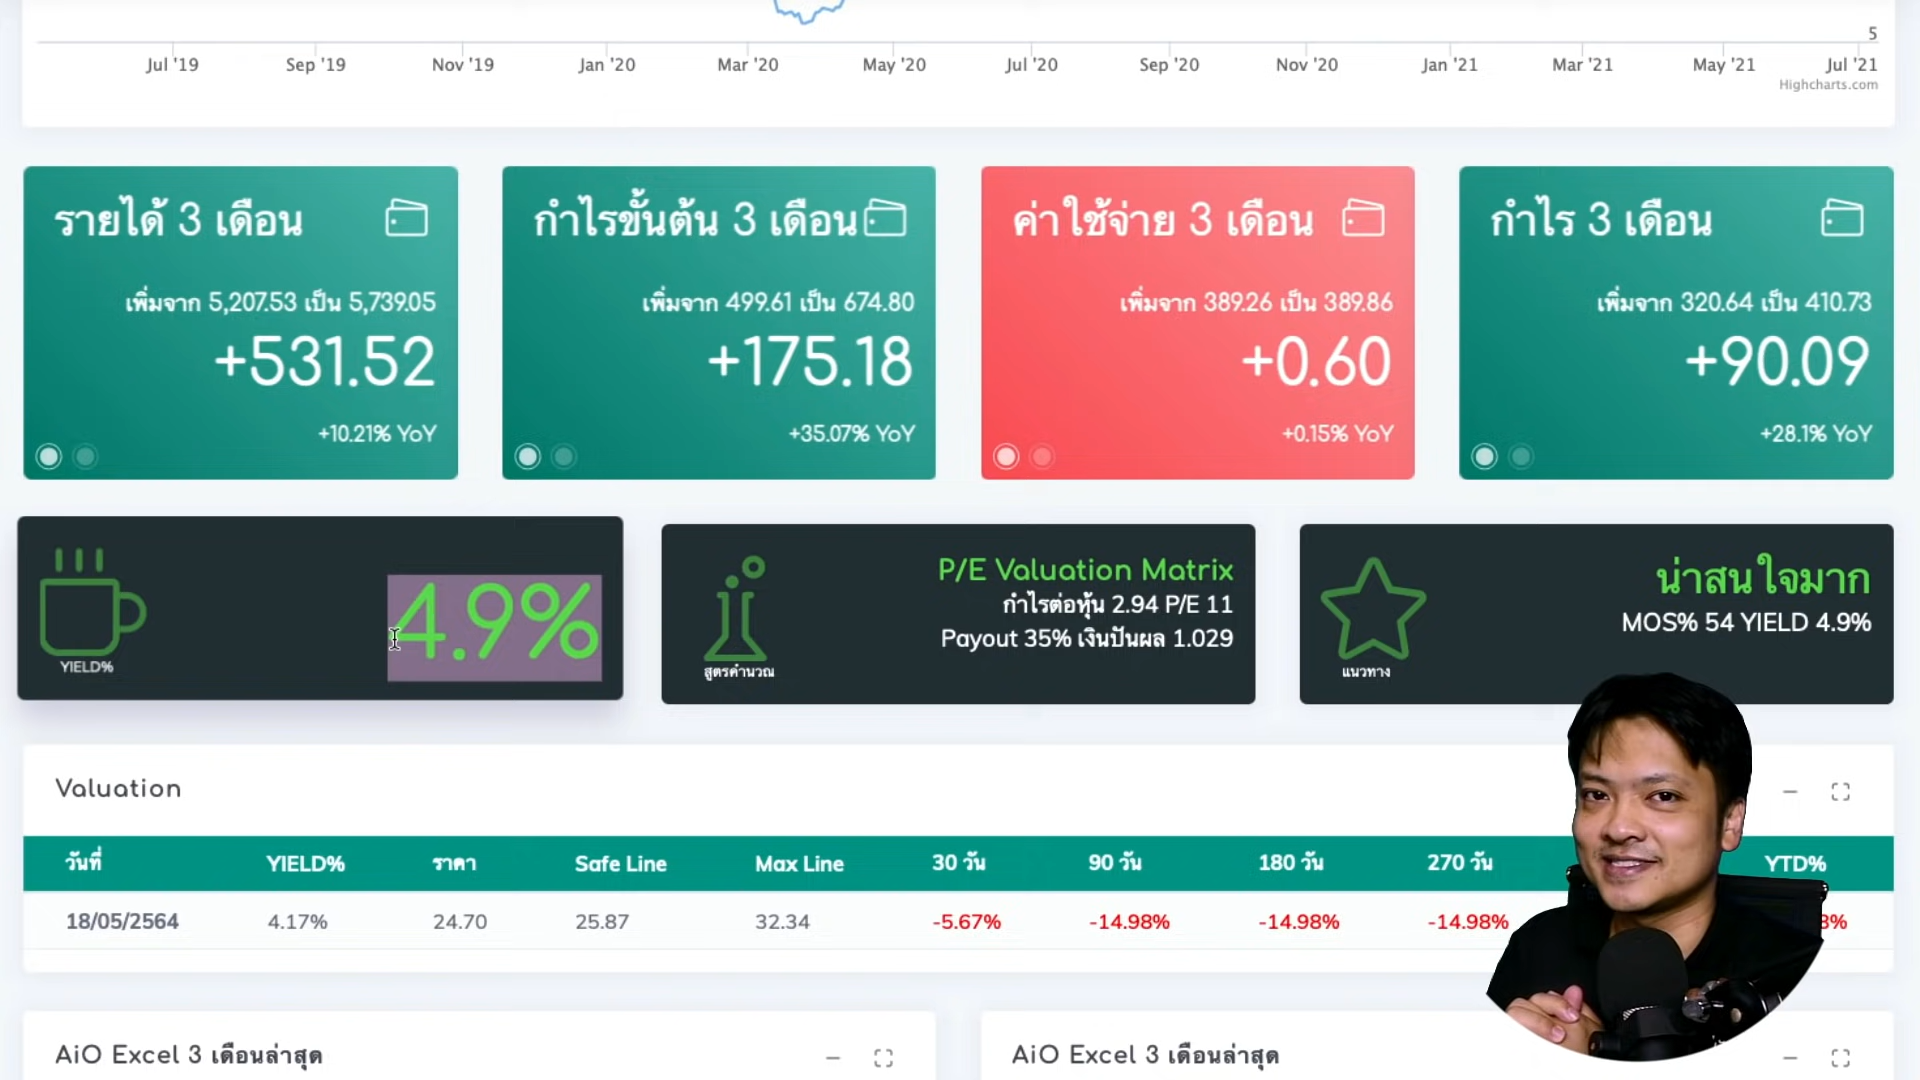 5
Jul '19 Sep '19 Nov '19 Jan '20 Mar '20 May '20 Jul '20 Sep '20 Nov '20 Jan '21 Mar '21 May '21 Jul '21
Highcharts.com
รายได้ 3 เดือน
เพิ่มจาก 5,207.53 เป็น 5,739.05
+531.52
+10.21% YoY
กำไรขั้นต้น 3 เดือน
เพิ่มจาก 499.61 เป็น 674.80
+175.18
+35.07% YoY
ค่าใช้จ่าย 3 เดือน
เพิ่มจาก 389.26 เป็น 389.86
+0.60
+0.15% YoY
กำไร 3 เดือน
เพิ่มจาก 320.64 เป็น 410.73
+90.09
+28.1% YoY
4.9%
YIELD%
P/E Valuation Matrix
กำไรต่อหุ้น 2.94 P/E 11
Payout 35% เงินปันผล 1.029
สูตรคำนวณ
น่าสนใจมาก
MOS% 54 YIELD 4.9%
แนวทาง
Valuation
วันที่ YIELD% ราคา Safe Line Max Line 30 วัน 90 วัน 180 วัน 270 วัน YTD%
18/05/2564 4.17% 24.70 25.87 32.34 -5.67% -14.98% -14.98% -14.98%
AiO Excel 3 เดือนล่าสุด
AiO Excel 3 เดือนล่าสุด